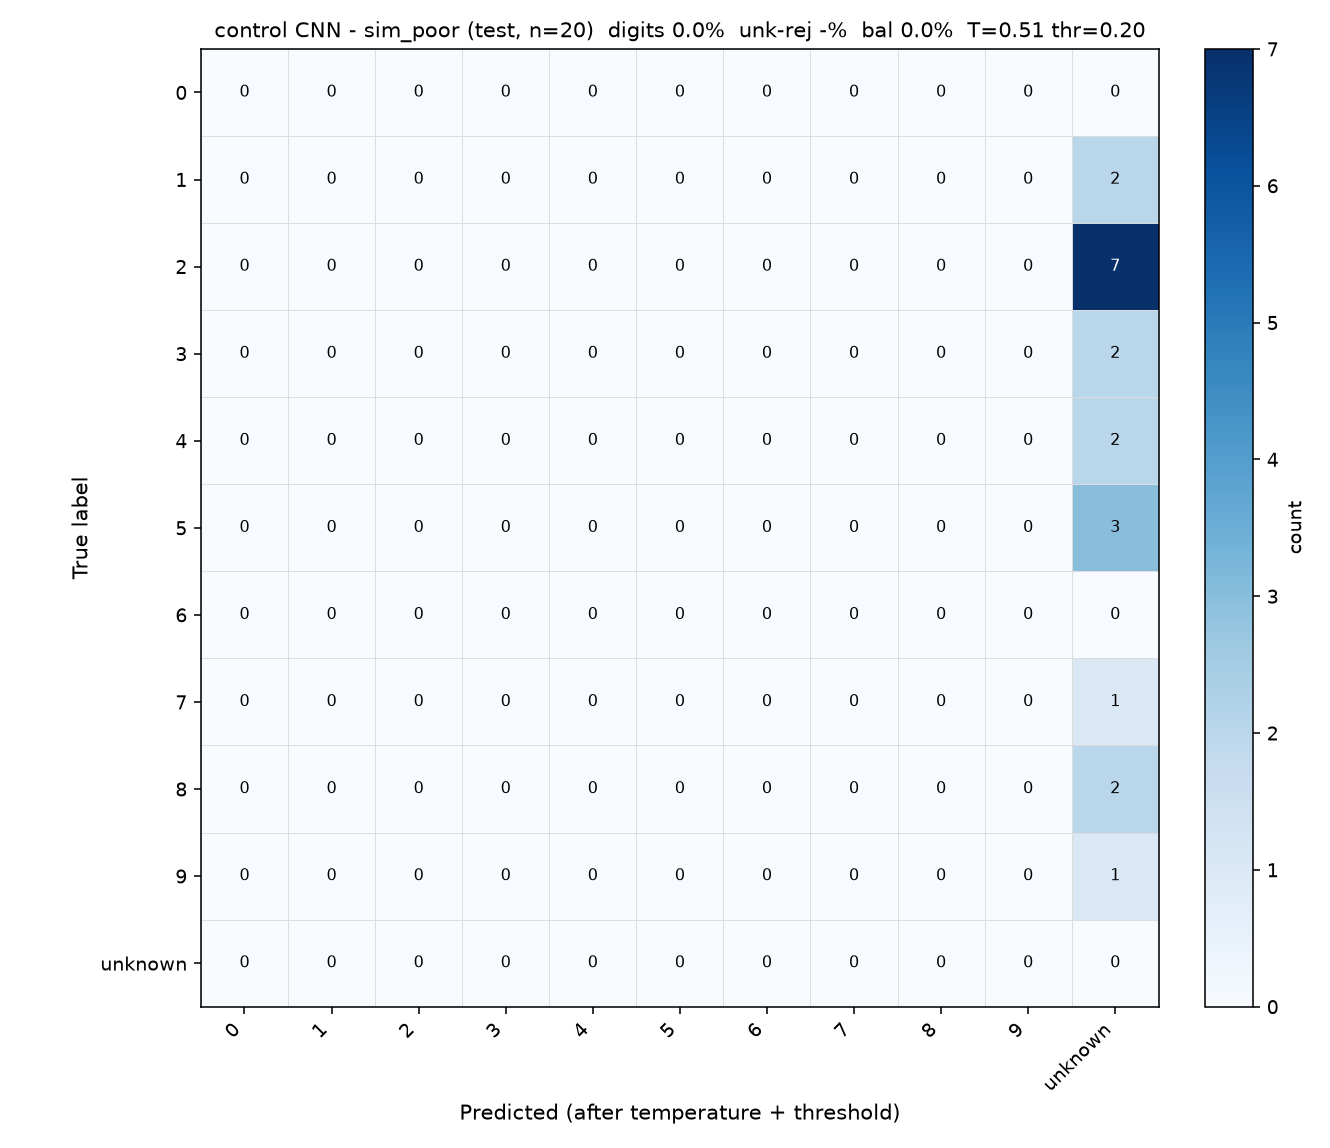 control CNN - sim_poor (test, n=20)  digits 0.0%  unk-rej -%  bal 0.0%  T=0.51 thr=0.20
0 0 0 0 0 0 0 0 0 0 0 0
1 0 0 0 0 0 0 0 0 0 0 2
2 0 0 0 0 0 0 0 0 0 0 7
3 0 0 0 0 0 0 0 0 0 0 2
4 0 0 0 0 0 0 0 0 0 0 2
5 0 0 0 0 0 0 0 0 0 0 3
6 0 0 0 0 0 0 0 0 0 0 0
7 0 0 0 0 0 0 0 0 0 0 1
8 0 0 0 0 0 0 0 0 0 0 2
9 0 0 0 0 0 0 0 0 0 0 1
unknown 0 0 0 0 0 0 0 0 0 0 0
0 1 2 3 4 5 6 7 8 9 unknown
Predicted (after temperature + threshold)
True label
7
6
5
4
3
2
1
0
count